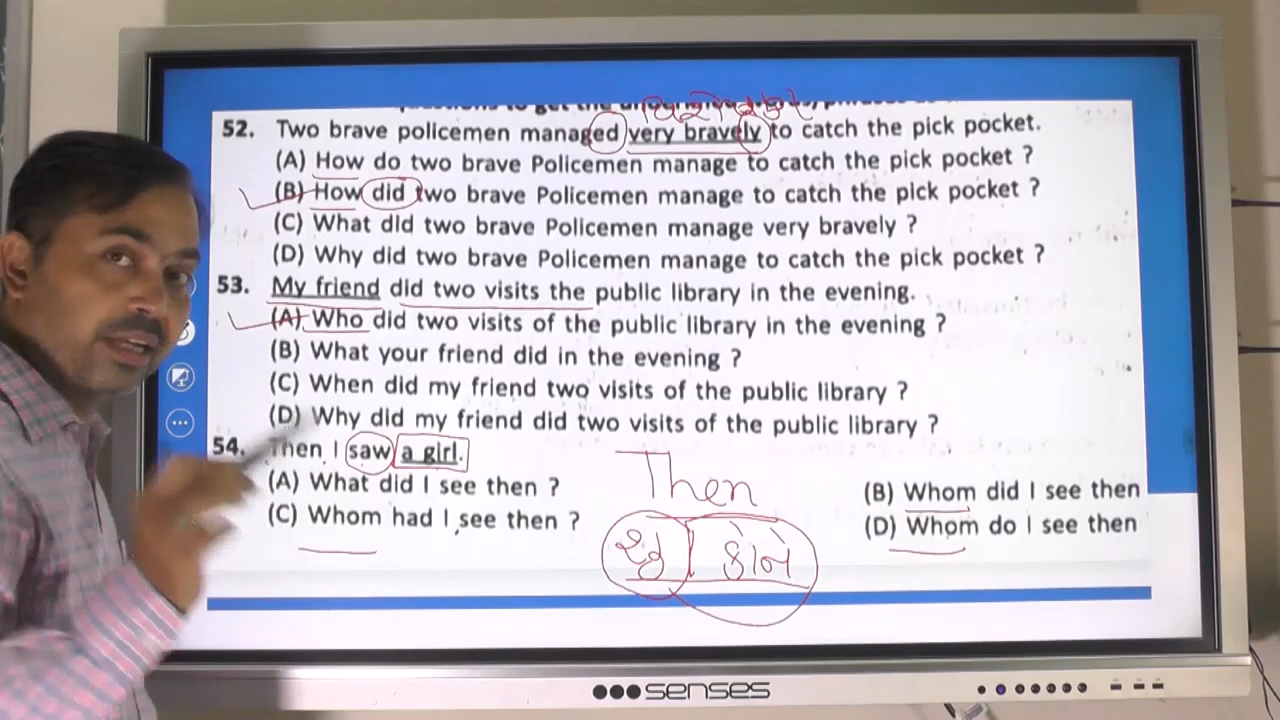 52. Two brave policemen managed very bravely to catch the pick pocket.
(A) How do two brave Policemen manage to catch the pick pocket ?
(B) How did two brave Policemen manage to catch the pick pocket ?
(C) What did two brave Policemen manage very bravely ?
(D) Why did two brave Policemen manage to catch the pick pocket ?
53. My friend did two visits the public library in the evening.
(A) Who did two visits of the public library in the evening ?
(B) What your friend did in the evening ?
(C) When did my friend two visits of the public library ?
(D) Why did my friend did two visits of the public library ?
54. Then I saw a girl.
(A) What did I see then ? (B) Whom did I see then
(C) Whom had I see then ? (D) Whom do I see then
Then
senses